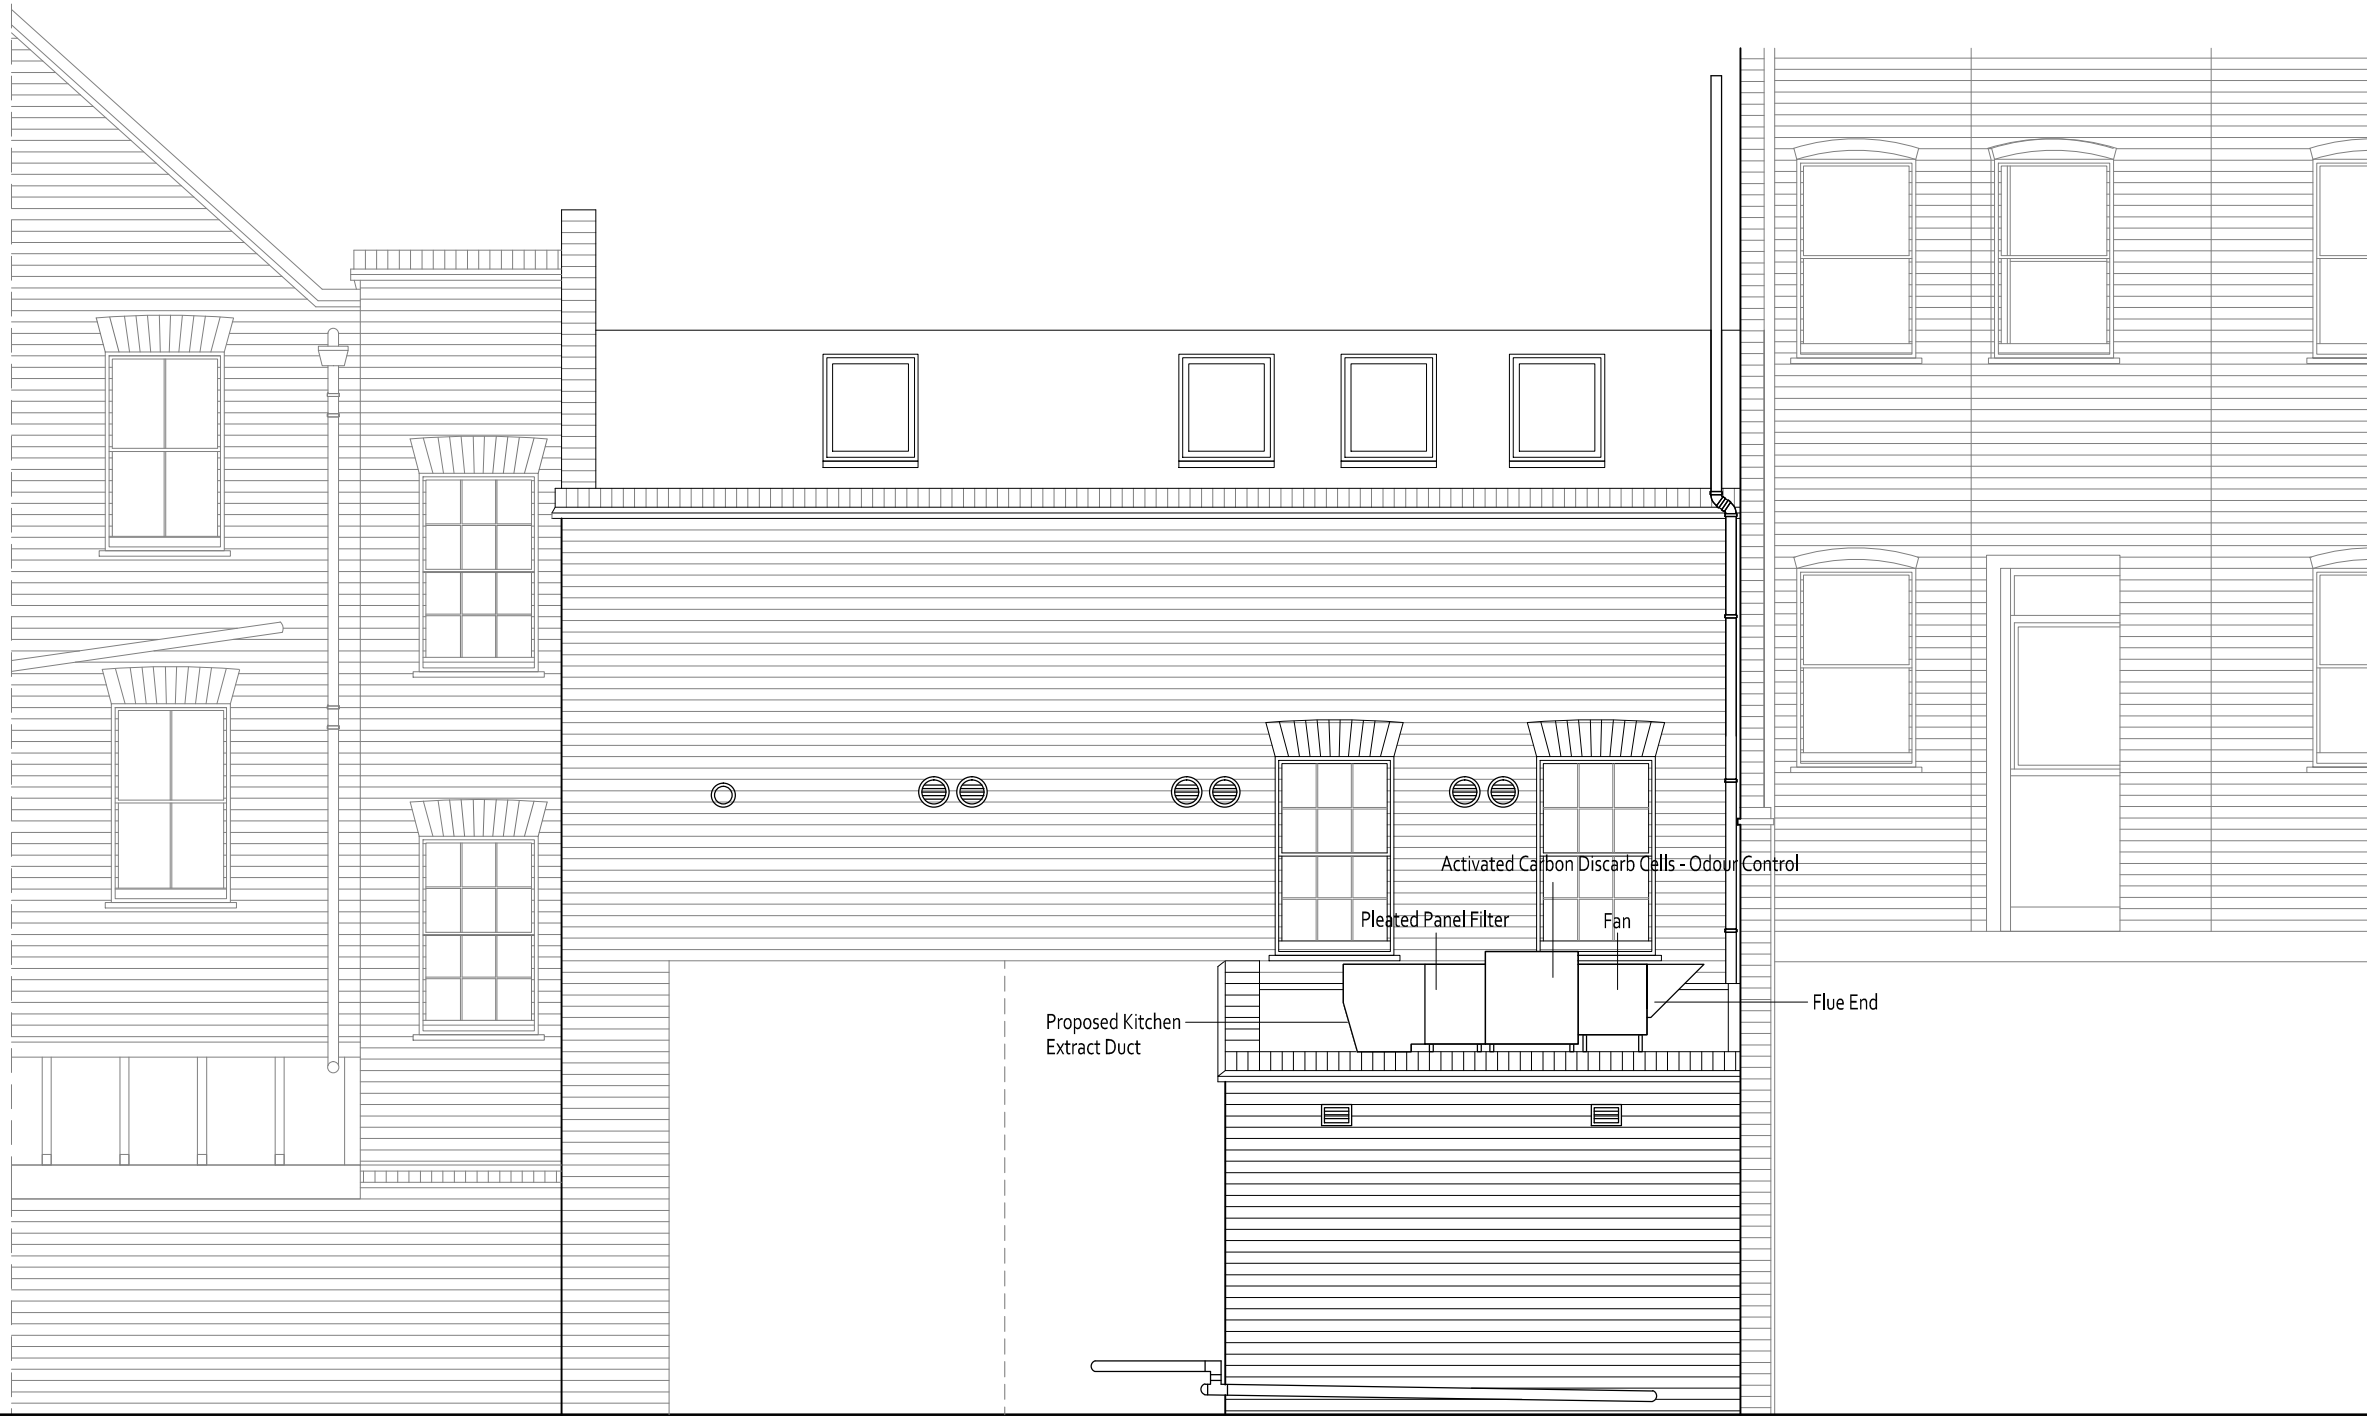 Activated Carbon Discarb Cells - Odour Control
Pleated Panel Filter
Fan
Flue End
Proposed Kitchen
Extract Duct